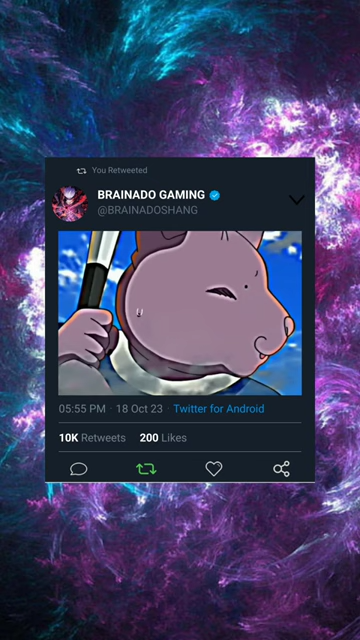 You Retweeted
BRAINADO GAMING
@BRAINADOSHANG
05:55 PM · 18 Oct 23 · Twitter for Android
10K Retweets 200 Likes